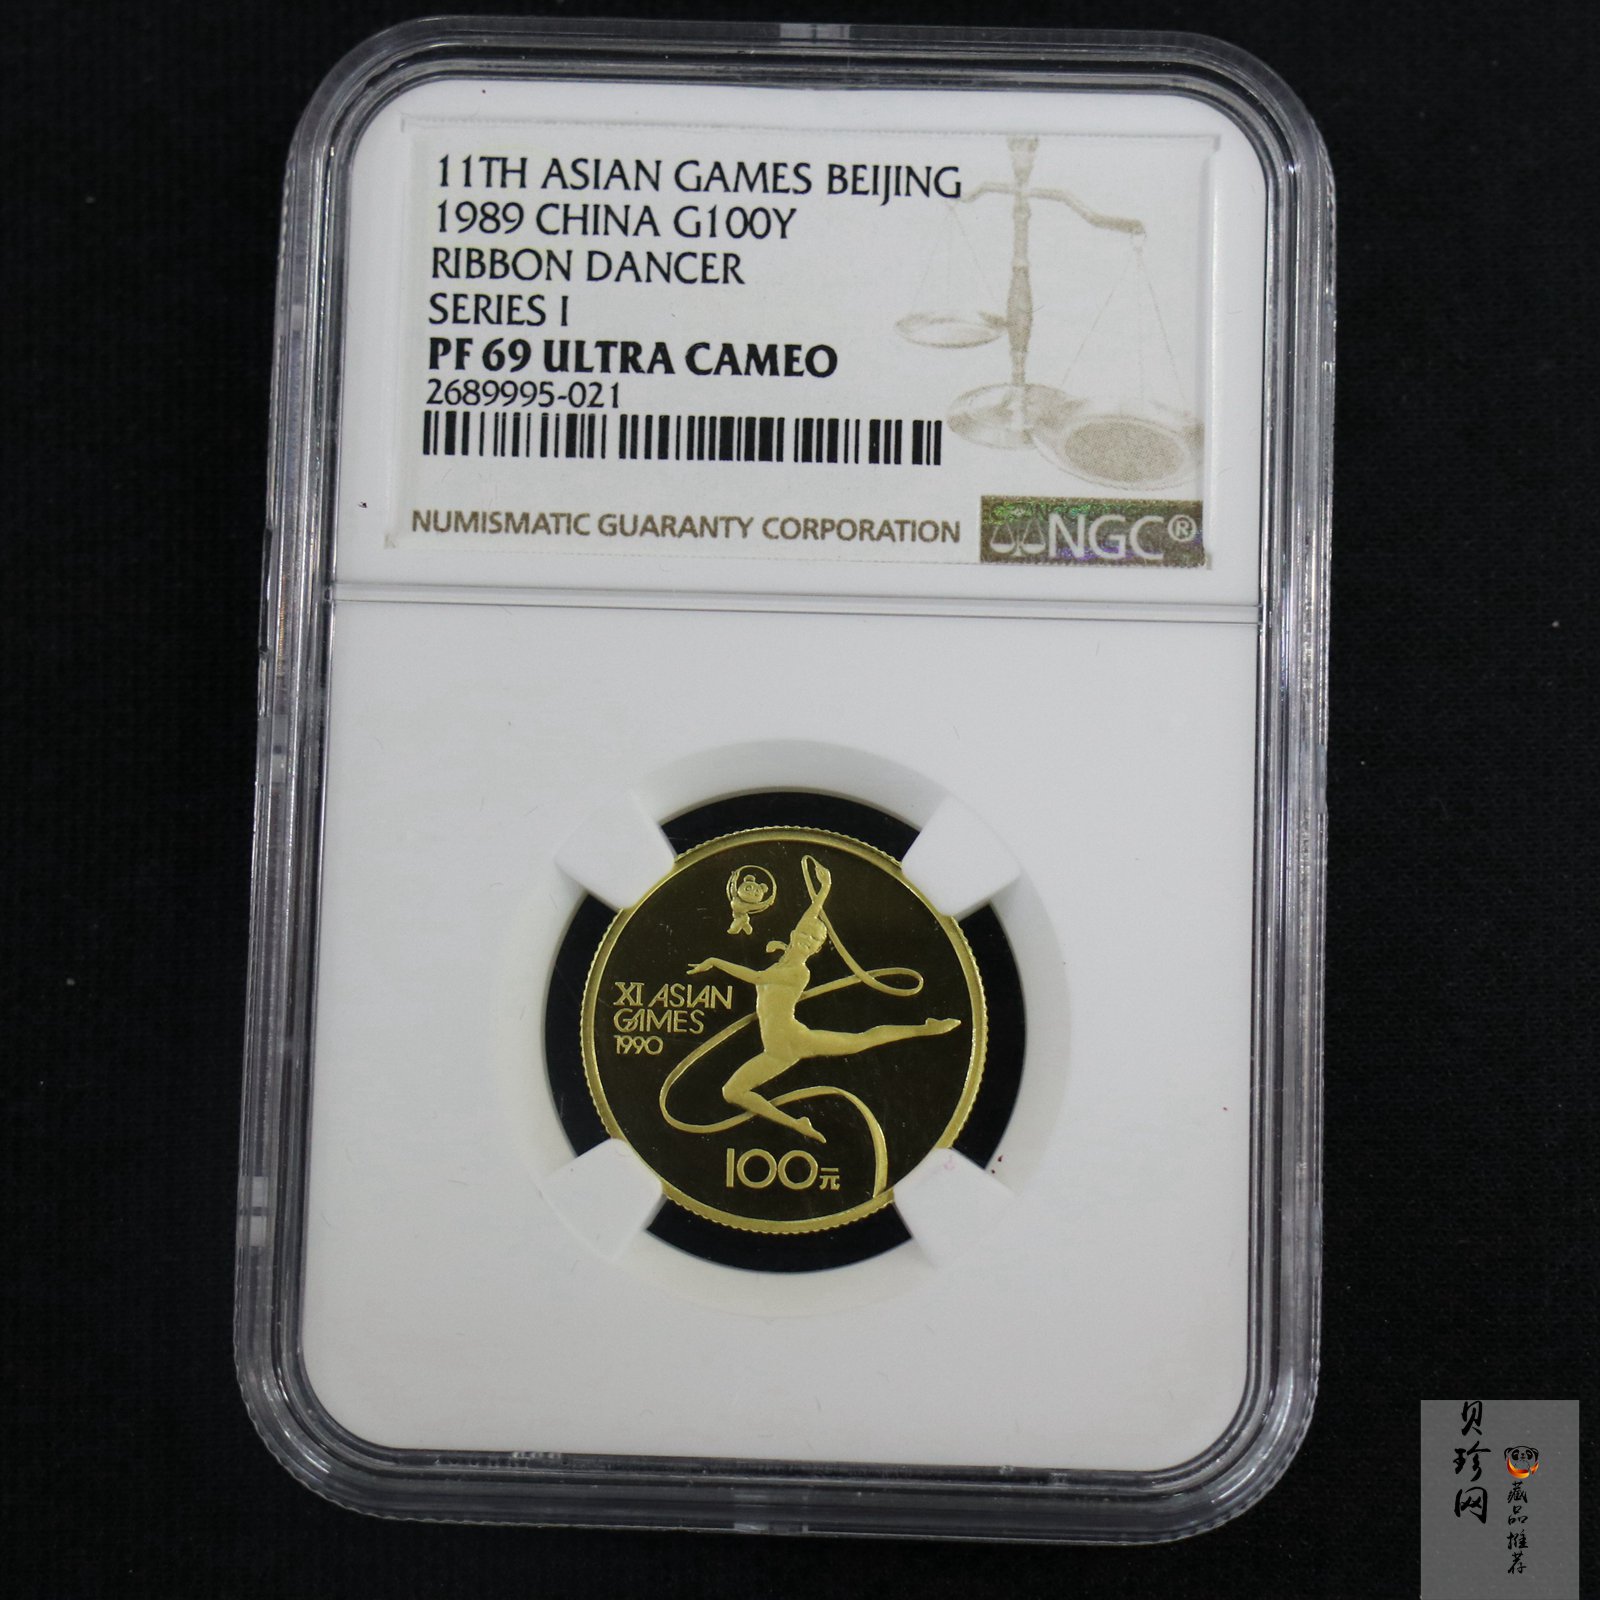 11TH ASIAN GAMES BEIJING
1989 CHINA G100Y
RIBBON DANCER
SERIES I
PF 69 ULTRA CAMEO
2689995-021
NUMISMATIC GUARANTY CORPORATION
NGC®
XI ASIAN
GAMES
1990
100元
贝珍网
藏品推荐